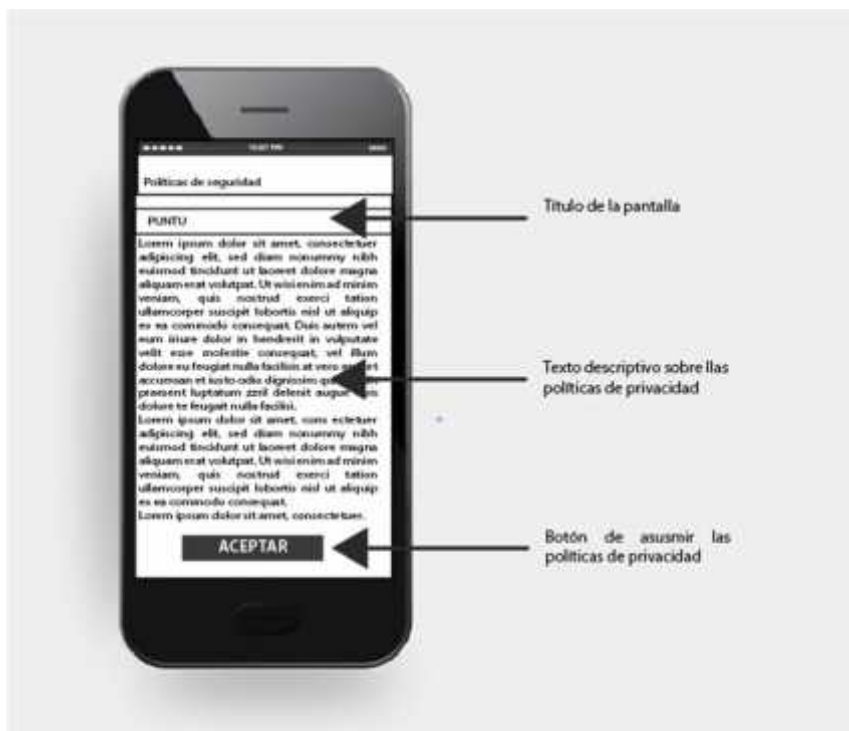 Políticas de seguridad
PUNTU
Título de la pantalla
Lorem ipsum dolor sit amet, consectetuer
adipiscing elit, sed diam nonummy nibh
euismod tincidunt ut laoreet dolore magna
aliquam erat volutpat. Ut wisi enim ad minim
veniam, quis nostrud exerci tation
ullamcorper suscipit lobortis nisl ut aliquip
ex ea commodo consequat. Duis autem vel
eum iriure dolor in hendrerit in vulputate
velit esse molestie consequat, vel illum
dolore eu feugiat nulla facilisis at vero
accumsan et iusto odio dignissim
praesent luptatum zzril delenit augue
dolore te feugait nulla facilisi.
Texto descriptivo sobre llas
políticas de privacidad
Lorem ipsum dolor sit amet, cons ectetuer
adipiscing elit, sed diam nonummy nibh
euismod tincidunt ut laoreet dolore magna
aliquam erat volutpat. Ut wisi enim ad minim
veniam, quis nostrud exerci tation
ullamcorper suscipit lobortis nisl ut aliquip
ex ea commodo consequat.
Lorem ipsum dolor sit amet, consectetuer.
ACEPTAR
Botón de asusmir las
políticas de privacidad